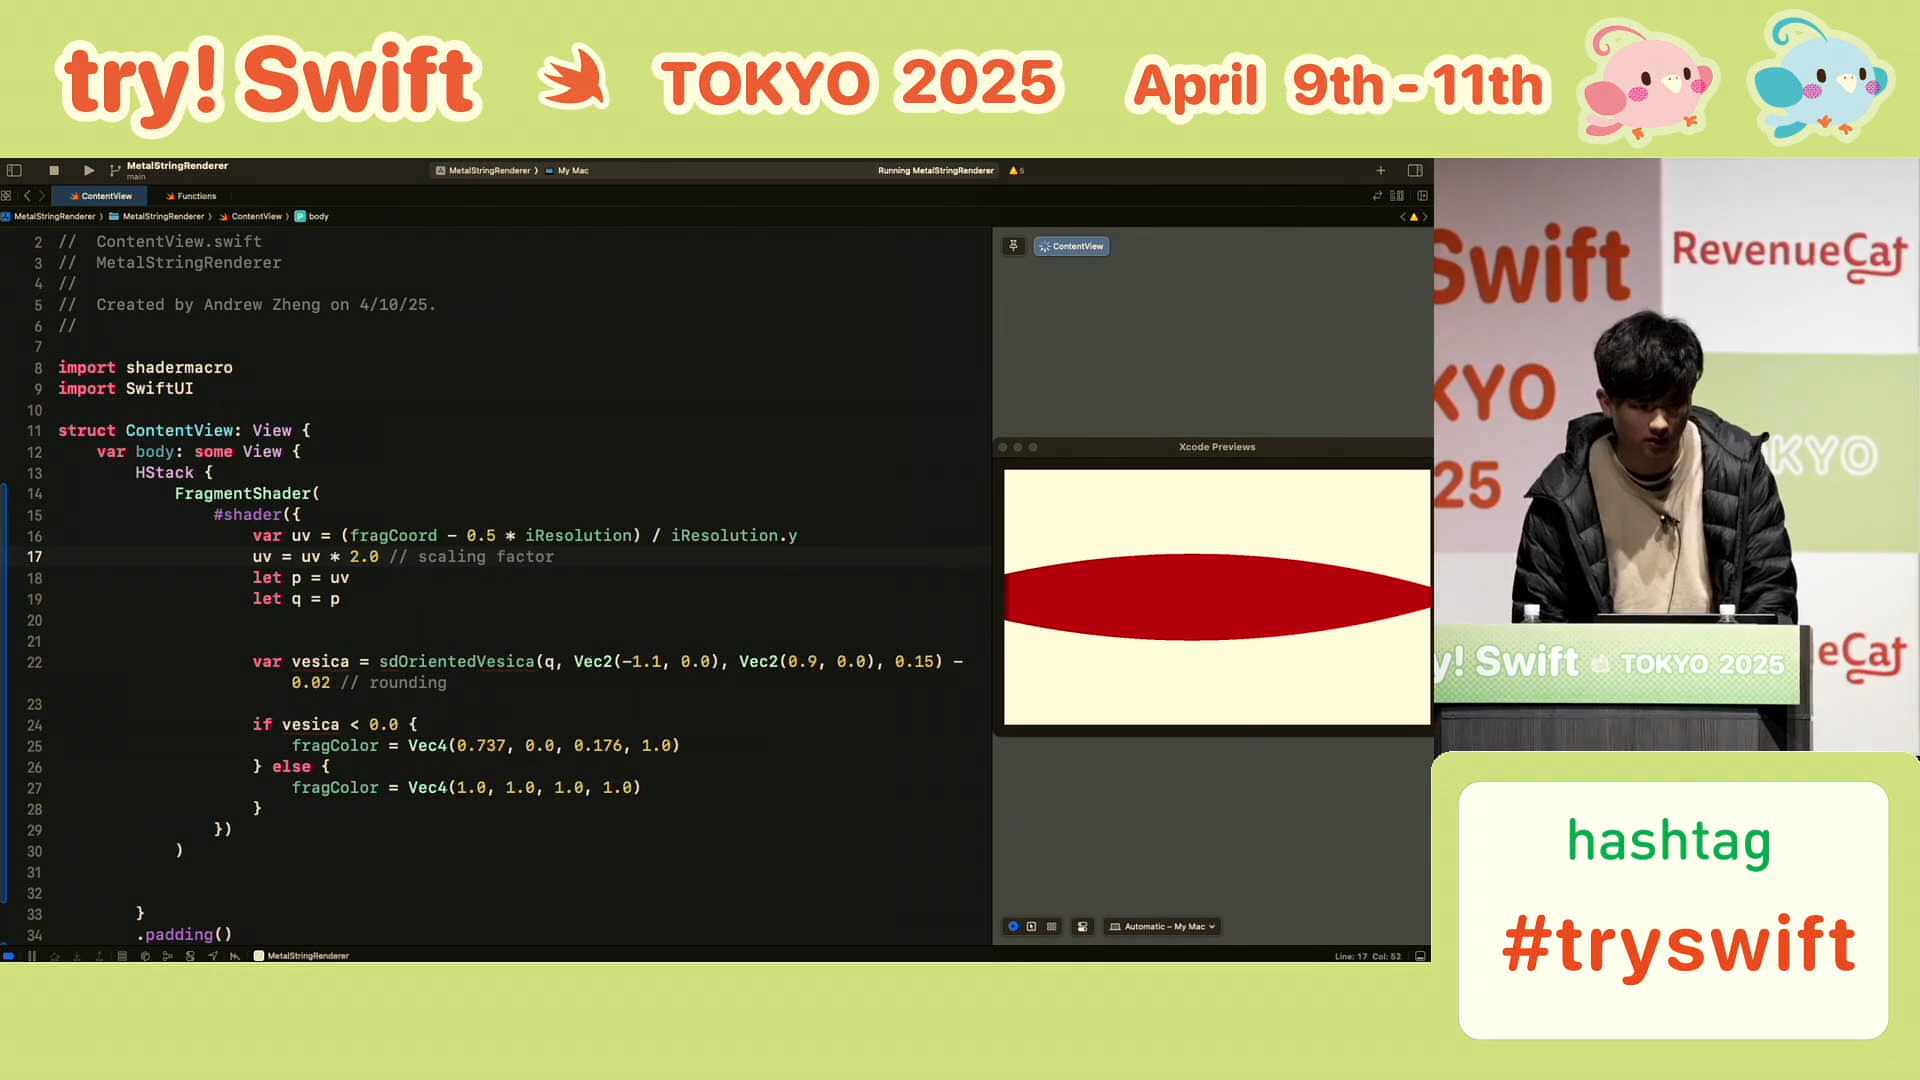 try! Swift TOKYO 2025 April 9th-11th
MetalStringRenderer
main
MetalStringRenderer ⟩ My Mac
Running MetalStringRenderer
6
ContentView
Functions
MetalStringRenderer ⟩ MetalStringRenderer ⟩ ContentView ⟩ P body
2 // ContentView.swift
3 // MetalStringRenderer
4 //
5 // Created by Andrew Zheng on 4/10/25.
6 //
7
8 import shadermacro
9 import SwiftUI
10
11 struct ContentView: View {
12 var body: some View {
13 HStack {
14 FragmentShader(
15 #shader({
16 var uv = (fragCoord - 0.5 * iResolution) / iResolution.y
17 uv = uv * 2.0 // scaling factor
18 let p = uv
19 let q = p
20
21
22 var vesica = sdOrientedVesica(q, Vec2(-1.1, 0.0), Vec2(0.9, 0.0), 0.15) -
0.02 // rounding
23
24 if vesica < 0.0 {
25 fragColor = Vec4(0.737, 0.0, 0.176, 1.0)
26 } else {
27 fragColor = Vec4(1.0, 1.0, 1.0, 1.0)
28 }
29 })
30 )
31
32
33 }
34 .padding()
ContentView
Xcode Previews
Automatic – My Mac
MetalStringRenderer
Line: 17 Col: 52
Swift
RevenueCat
KYO
25
KYO
y! Swift TOKYO 2025
eCat
hashtag
#tryswift